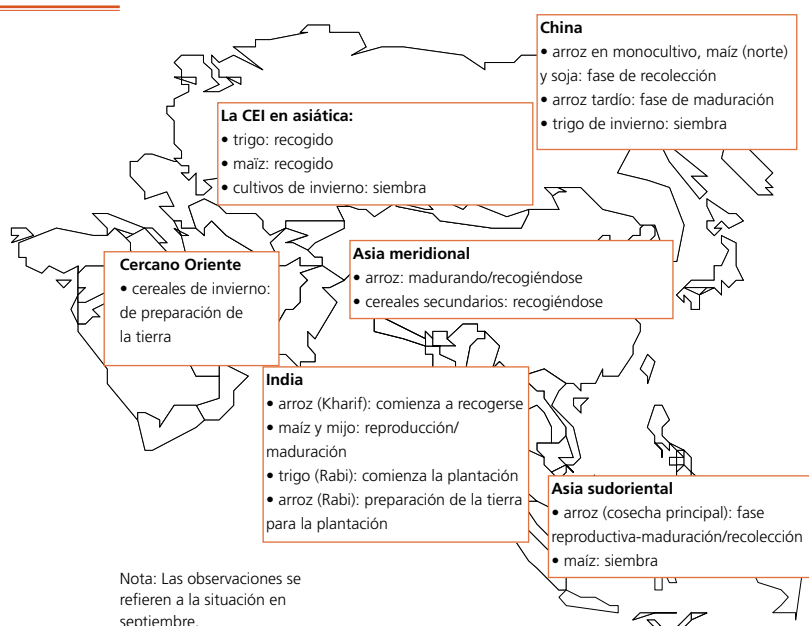 China
• arroz en monocultivo, maíz (norte)
y soja: fase de recolección
• arroz tardío: fase de maduración
• trigo de invierno: siembra
La CEI en asiática:
• trigo: recogido
• maïz: recogido
• cultivos de invierno: siembra
Cercano Oriente
• cereales de invierno:
de preparación de
la tierra
Asia meridional
• arroz: madurando/recogiéndose
• cereales secundarios: recogiéndose
India
• arroz (Kharif): comienza a recogerse
• maíz y mijo: reproducción/
maduración
• trigo (Rabi): comienza la plantación
• arroz (Rabi): preparación de la tierra
para la plantación
Asia sudoriental
• arroz (cosecha principal): fase
reproductiva-maduración/recolección
• maíz: siembra
Nota: Las observaciones se
refieren a la situación en
septiembre.